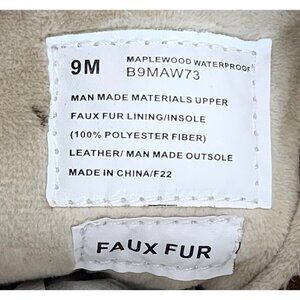 9M
MAPLEWOOD WATERPROOF
B9MAW73
MAN MADE MATERIALS UPPER
FAUX FUR LINING/INSOLE
(100% POLYESTER FIBER)
LEATHER/ MAN MADE OUTSOLE
MADE IN CHINA/F22
FAUX FUR